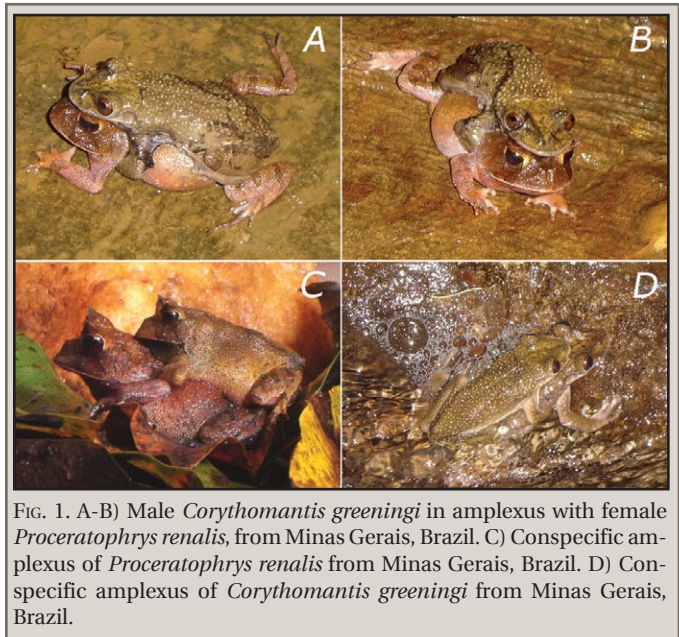 A
B
C
D
FIG. 1. A-B) Male Corythomantis greeningi in amplexus with female
Proceratophrys renalis, from Minas Gerais, Brazil. C) Conspecific am-
plexus of Proceratophrys renalis from Minas Gerais, Brazil. D) Con-
specific amplexus of Corythomantis greeningi from Minas Gerais,
Brazil.